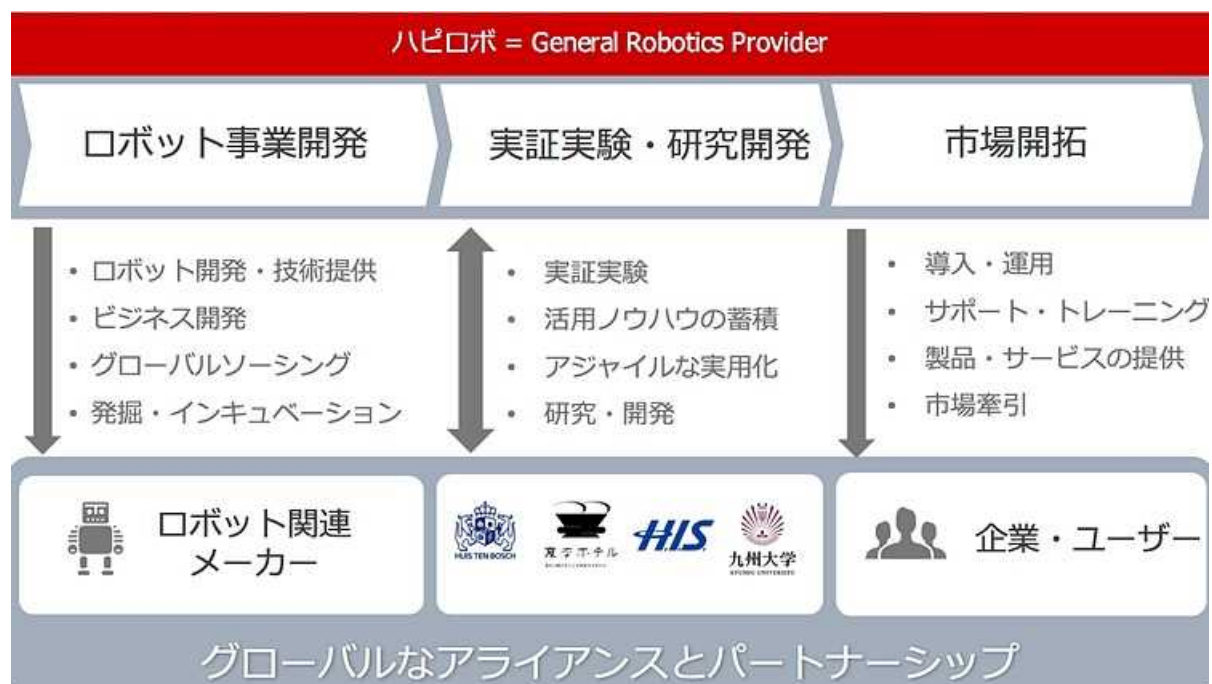 ハピロボ = General Robotics Provider
ロボット事業開発
実証実験・研究開発
市場開拓
• ロボット開発・技術提供
• ビジネス開発
• グローバルソーシング
• 発掘・インキュベーション
• 実証実験
• 活用ノウハウの蓄積
• アジャイルな実用化
• 研究・開発
• 導入・運用
• サポート・トレーニング
• 製品・サービスの提供
• 市場牽引
ロボット関連
メーカー
HUIS TEN BOSCH
変なホテル
H.I.S.
九州大学
KYUSHU UNIVERSITY
企業・ユーザー
グローバルなアライアンスとパートナーシップ